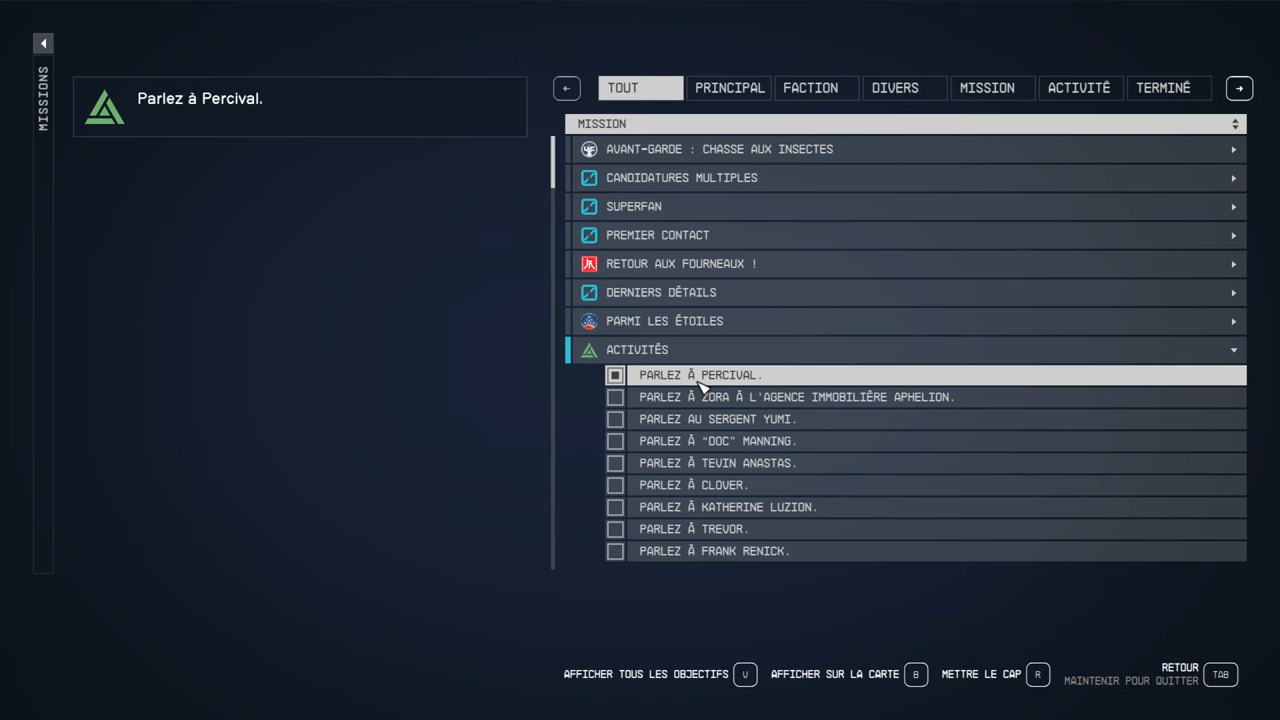 MISSIONS
Parlez à Percival.
TOUT PRINCIPAL FACTION DIVERS MISSION ACTIVITÉ TERMINÉ
MISSION
AVANT-GARDE : CHASSE AUX INSECTES
CANDIDATURES MULTIPLES
SUPERFAN
PREMIER CONTACT
RETOUR AUX FOURNEAUX !
DERNIERS DÉTAILS
PARMI LES ÉTOILES
ACTIVITÉS
PARLEZ À PERCIVAL.
PARLEZ À ZORA À L'AGENCE IMMOBILIÈRE APHELION.
PARLEZ AU SERGENT YUMI.
PARLEZ À "DOC" MANNING.
PARLEZ À TEVIN ANASTAS.
PARLEZ À CLOVER.
PARLEZ À KATHERINE LUZION.
PARLEZ À TREVOR.
PARLEZ À FRANK RENICK.
AFFICHER TOUS LES OBJECTIFS V AFFICHER SUR LA CARTE B METTRE LE CAP R RETOUR TAB
MAINTENIR POUR QUITTER